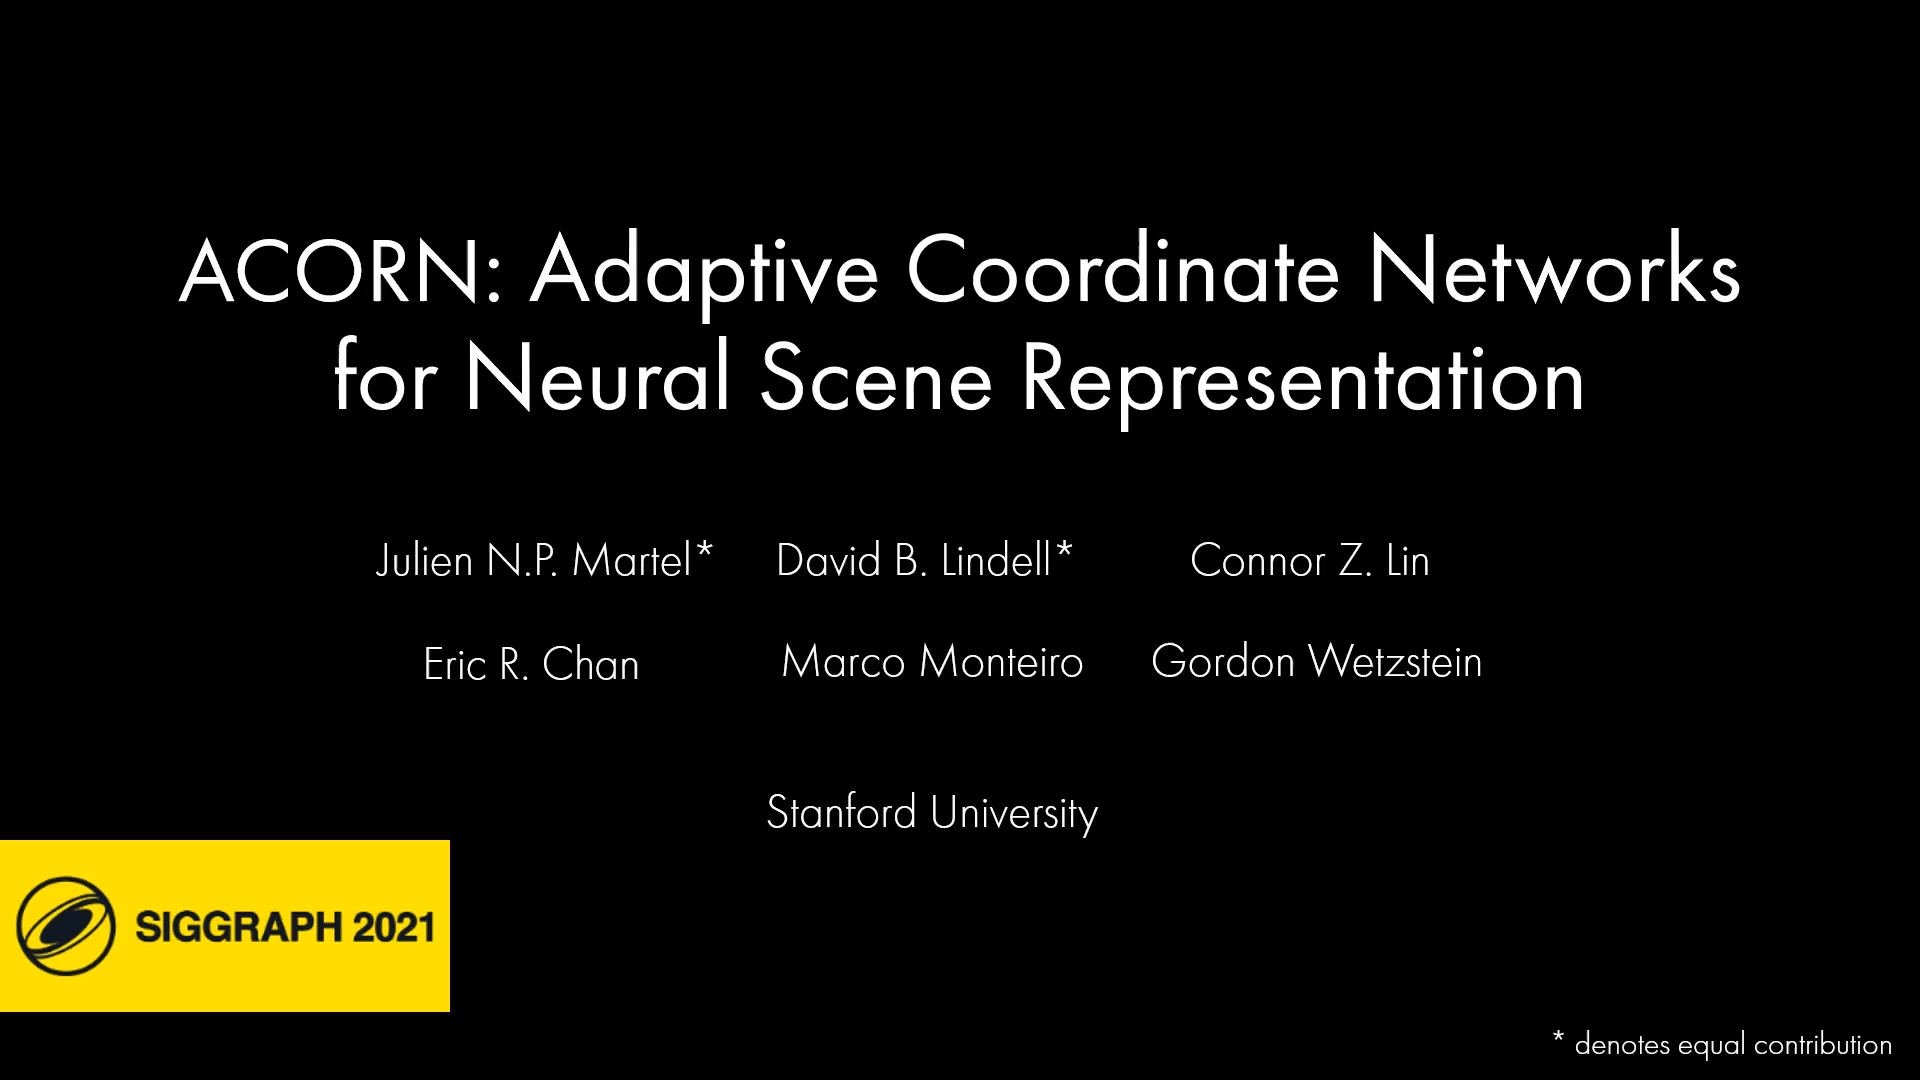 ACORN: Adaptive Coordinate Networks
for Neural Scene Representation
Julien N.P. Martel* David B. Lindell* Connor Z. Lin
Eric R. Chan Marco Monteiro Gordon Wetzstein
Stanford University
SIGGRAPH 2021
* denotes equal contribution